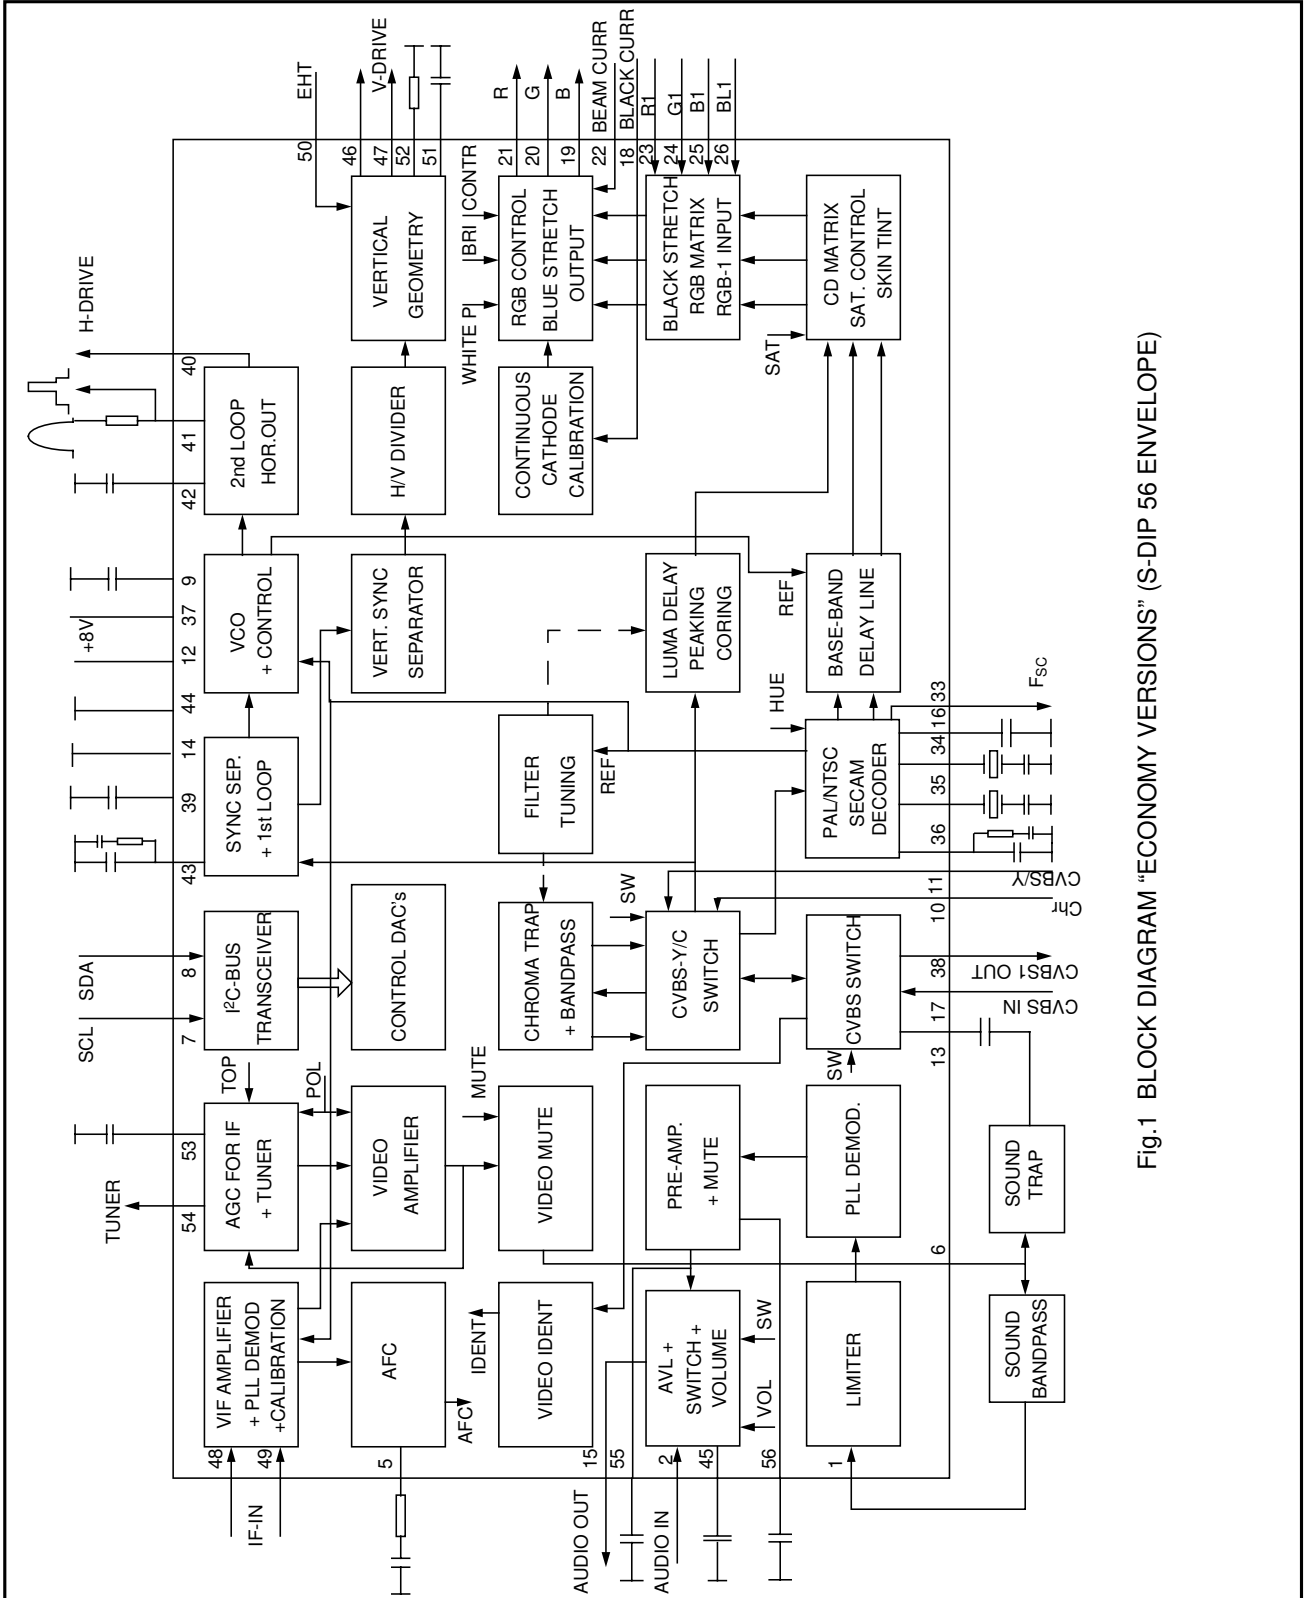 TUNER
SCL
SDA
+8V
H-DRIVE
EHT
V-DRIVE
54
53
7
8
43
39
14
44
12
37
9
42
41
40
50
48
49
IF-IN
VIF AMPLIFIER
+ PLL DEMOD
+CALIBRATION
AGC FOR IF
+ TUNER
TOP
POL
I²C-BUS
TRANSCEIVER
SYNC SEP.
+ 1st LOOP
VCO
+ CONTROL
2nd LOOP
HOR.OUT
5
AFC
AFC
VIDEO
AMPLIFIER
CONTROL DAC's
VERT. SYNC
SEPARATOR
H/V DIVIDER
VERTICAL
GEOMETRY
46
47
52
51
IDENT
VIDEO IDENT
MUTE
VIDEO MUTE
CHROMA TRAP
+ BANDPASS
FILTER
TUNING
REF
CONTINUOUS
CATHODE
CALIBRATION
WHITE P
BRI
CONTR
RGB CONTROL
BLUE STRETCH
OUTPUT
21
20
19
22
18
R
G
B
BEAM CURR
BLACK CURR
AUDIO OUT
15
55
AUDIO IN
2
45
56
AVL +
SWITCH +
VOLUME
VOL
SW
PRE-AMP.
+ MUTE
SW
CVBS-Y/C
SWITCH
LUMA DELAY
PEAKING
CORING
BLACK STRETCH
RGB MATRIX
RGB-1 INPUT
23
24
25
26
R1
G1
B1
BL1
1
LIMITER
PLL DEMOD.
SW
CVBS SWITCH
HUE
PAL/NTSC
SECAM
DECODER
REF
BASE-BAND
DELAY LINE
SAT
CD MATRIX
SAT. CONTROL
SKIN TINT
6
13
17
38
10
11
36
35
34
16
33
SOUND
BANDPASS
SOUND
TRAP
CVBS IN
CVBS1 OUT
Chr
CVBS/Y
FSC
Fig.1 BLOCK DIAGRAM “ECONOMY VERSIONS” (S-DIP 56 ENVELOPE)